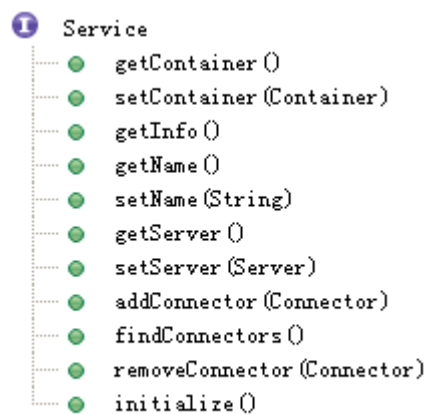 I Service
getContainer()
setContainer(Container)
getInfo()
getName()
setName(String)
getServer()
setServer(Server)
addConnector(Connector)
findConnectors()
removeConnector(Connector)
initialize()